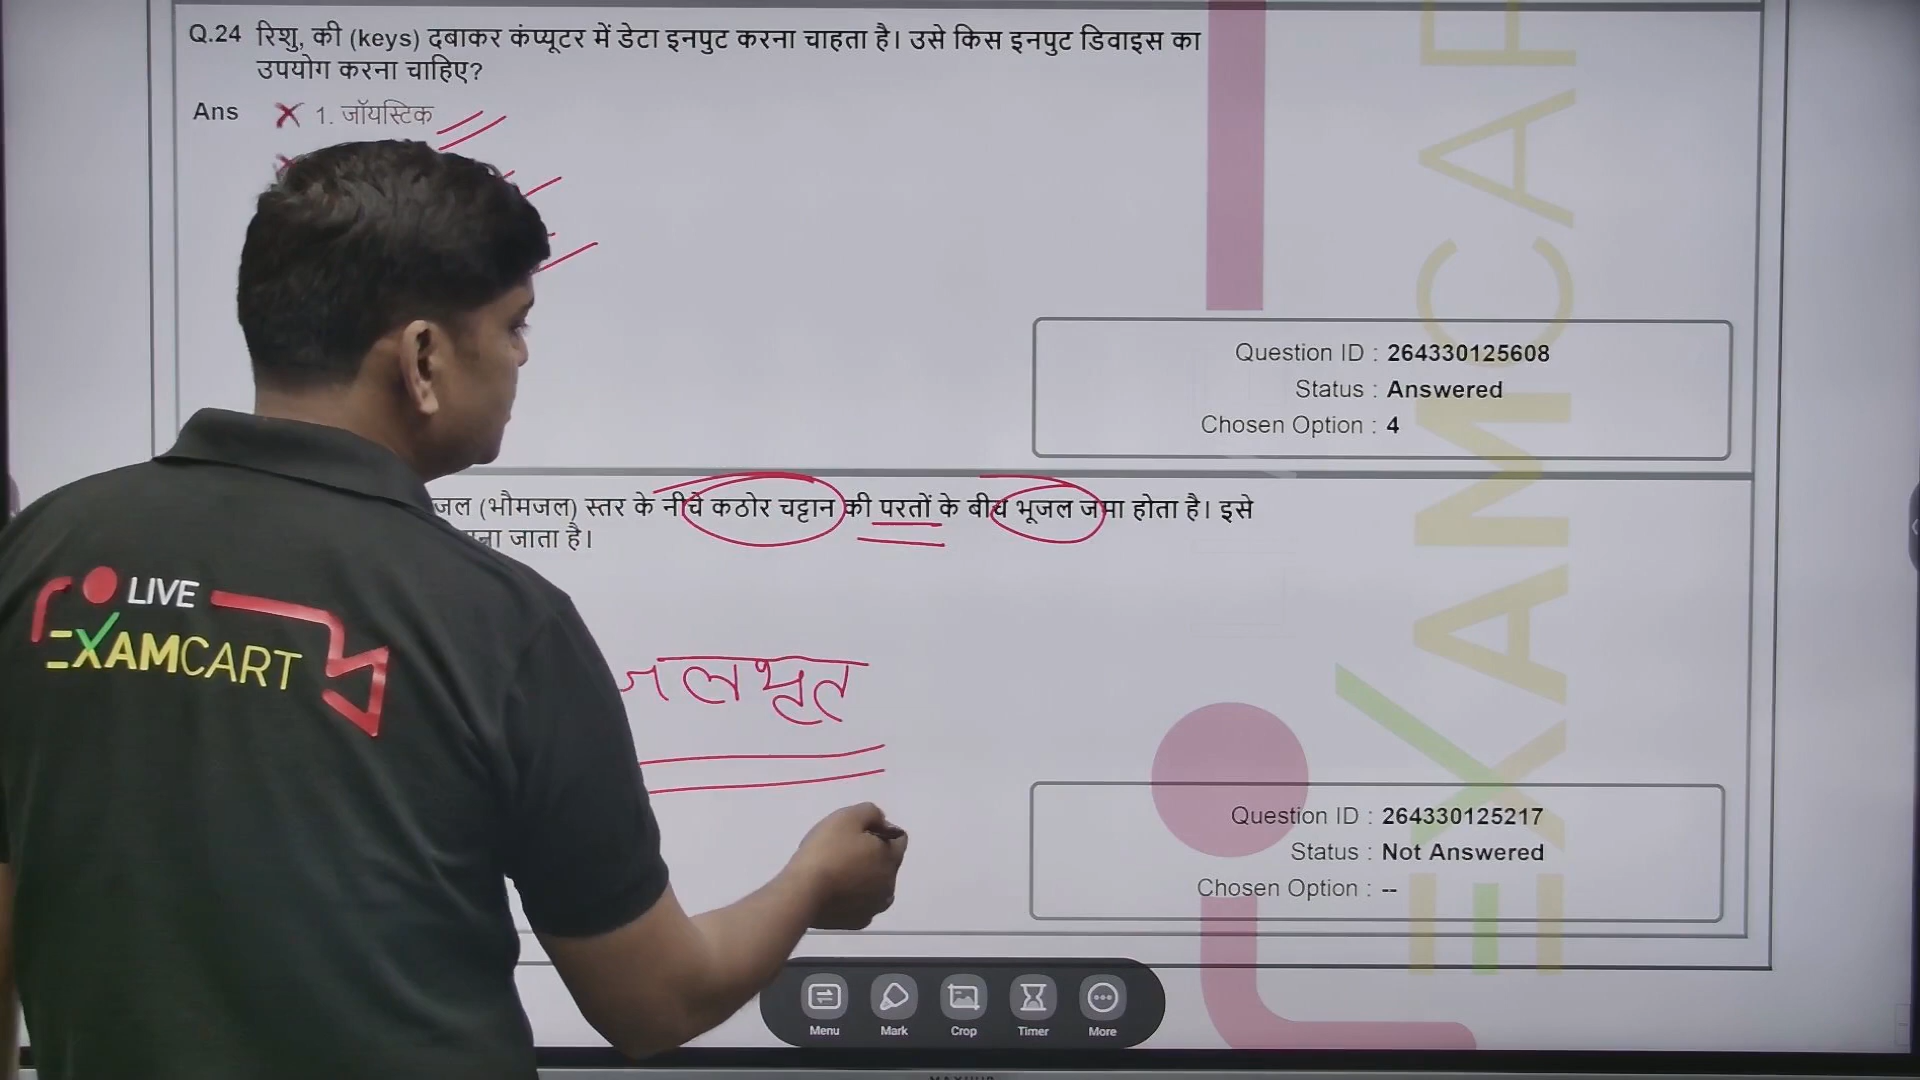 Q.24 रिशु, की (keys) दबाकर कंप्यूटर में डेटा इनपुट करना चाहता है। उसे किस इनपुट डिवाइस का
उपयोग करना चाहिए?
Ans 1. जॉयस्टिक
Question ID : 264330125608
Status : Answered
Chosen Option : 4
जल (भौमजल) स्तर के नीचे कठोर चट्टान की परतों के बीच भूजल जमा होता है। इसे
जाता है।
जलभृत
Question ID : 264330125217
Status : Not Answered
Chosen Option : --
LIVE
EXAMCART
EXAMCAR
Menu Mark Crop Timer More